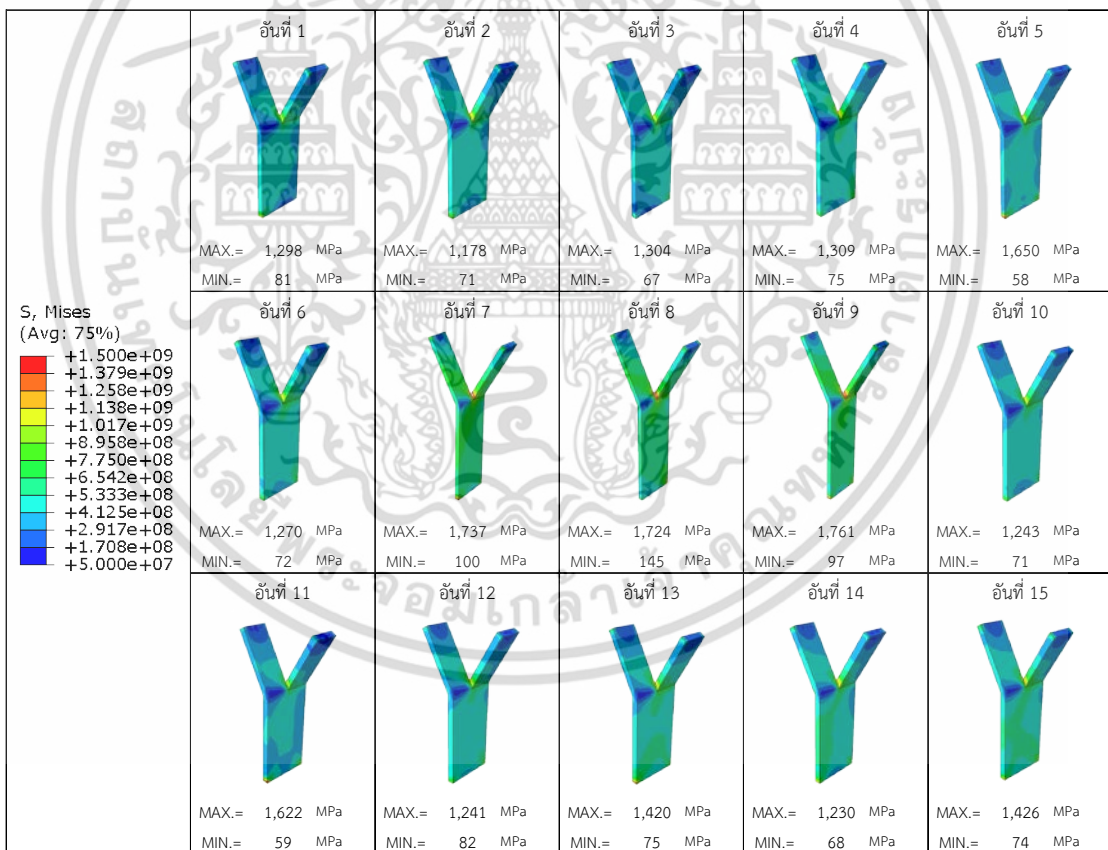 อันที่ 1 อันที่ 2 อันที่ 3 อันที่ 4 อันที่ 5
MAX.= 1,298 MPa MAX.= 1,178 MPa MAX.= 1,304 MPa MAX.= 1,309 MPa MAX.= 1,650 MPa
MIN.= 81 MPa MIN.= 71 MPa MIN.= 67 MPa MIN.= 75 MPa MIN.= 58 MPa
S, Mises
(Avg: 75%)
+1.500e+09
+1.379e+09
+1.258e+09
+1.138e+09
+1.017e+09
+8.958e+08
+7.750e+08
+6.542e+08
+5.333e+08
+4.125e+08
+2.917e+08
+1.708e+08
+5.000e+07
อันที่ 6 อันที่ 7 อันที่ 8 อันที่ 9 อันที่ 10
MAX.= 1,270 MPa MAX.= 1,737 MPa MAX.= 1,724 MPa MAX.= 1,761 MPa MAX.= 1,243 MPa
MIN.= 72 MPa MIN.= 100 MPa MIN.= 145 MPa MIN.= 97 MPa MIN.= 71 MPa
อันที่ 11 อันที่ 12 อันที่ 13 อันที่ 14 อันที่ 15
MAX.= 1,622 MPa MAX.= 1,241 MPa MAX.= 1,420 MPa MAX.= 1,230 MPa MAX.= 1,426 MPa
MIN.= 59 MPa MIN.= 82 MPa MIN.= 75 MPa MIN.= 68 MPa MIN.= 74 MPa